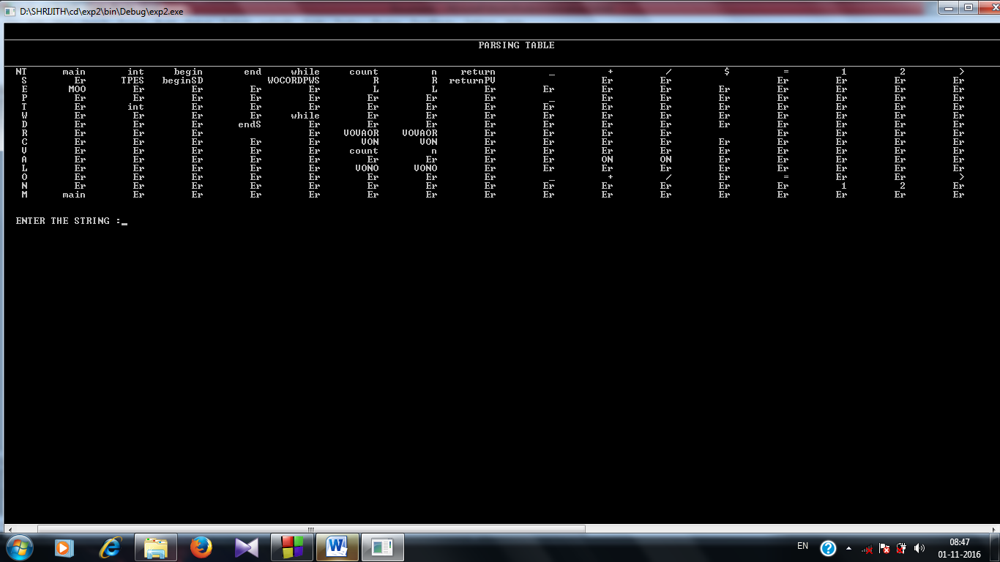 D:\SHRIJITH\cd\exp2\bin\Debug\exp2.exe
PARSING TABLE
NT main int begin end while count n return _ + / $ = 1 2 >
S Er TPES beginSD WOCORDPWS R R returnPV Er Er Er Er Er Er
E MOO Er Er Er Er L L Er Er Er Er Er Er Er Er Er
P Er Er Er Er Er Er Er Er _ Er Er Er Er Er Er Er
T Er int Er Er Er Er Er Er Er Er Er Er Er Er Er Er
W Er Er Er Er while Er Er Er Er Er Er Er Er Er Er Er
D Er Er Er endS Er Er Er Er Er Er Er Er Er Er Er Er
R Er Er Er Er VOVAOR VOVAOR Er Er Er Er Er Er Er Er
C Er Er Er Er Er VON VON Er Er Er Er Er Er Er Er Er
V Er Er Er Er Er count n Er Er Er Er Er Er Er Er Er
A Er Er Er Er Er Er Er Er Er ON ON Er Er Er Er Er
L Er Er Er Er Er VONO VONO Er Er Er Er Er Er Er Er Er
O Er Er Er Er Er Er Er Er _ + / Er = Er Er >
N Er Er Er Er Er Er Er Er Er Er Er Er Er 1 2 Er
M main Er Er Er Er Er Er Er Er Er Er Er Er Er Er Er
ENTER THE STRING :_
EN
08:47
01-11-2016